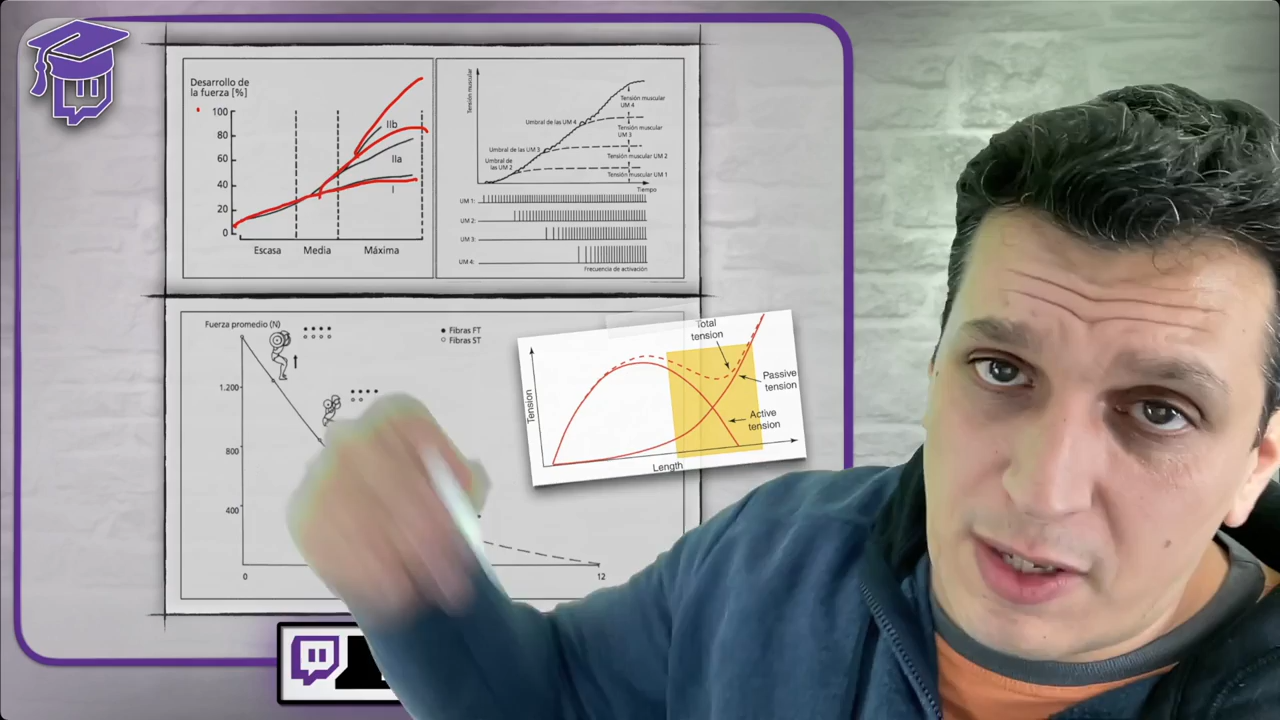 Desarrollo de
la fuerza [%]
100
80
60
40
20
0
IIb
IIa
I
Escasa
Media
Máxima
Tensión muscular
Tensión muscular
UM 4
Umbral de las UM 4
Tensión muscular
UM 3
Umbral de las UM 3
Tensión muscular UM 2
Umbral de
las UM 2
Tensión muscular UM 1
Tiempo
UM 1:
UM 2:
UM 3:
UM 4:
Frecuencia de activación
Fuerza promedio (N)
Fibras FT
Fibras ST
1.200
800
400
0
12
Total
tension
Passive
tension
Active
tension
Tension
Length